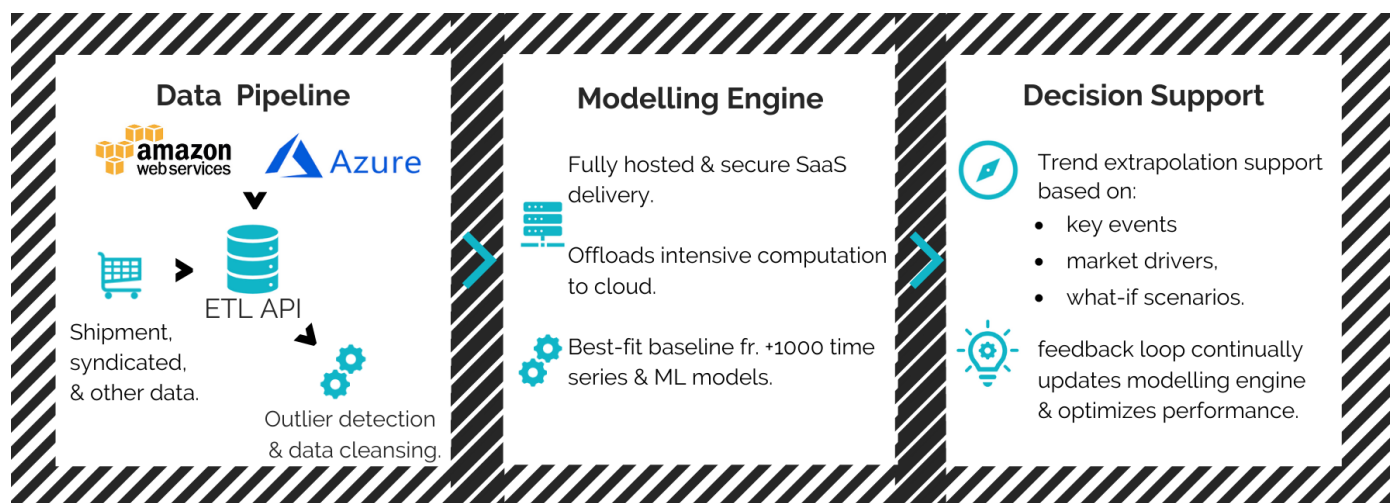 Data Pipeline
amazon
webservices
Azure
ETL API
Shipment,
syndicated,
& other data.
Outlier detection
& data cleansing.
Modelling Engine
Fully hosted & secure SaaS
delivery.
Offloads intensive computation
to cloud.
Best-fit baseline fr. +1000 time
series & ML models.
Decision Support
Trend extrapolation support
based on:
• key events
• market drivers,
• what-if scenarios.
feedback loop continually
updates modelling engine
& optimizes performance.